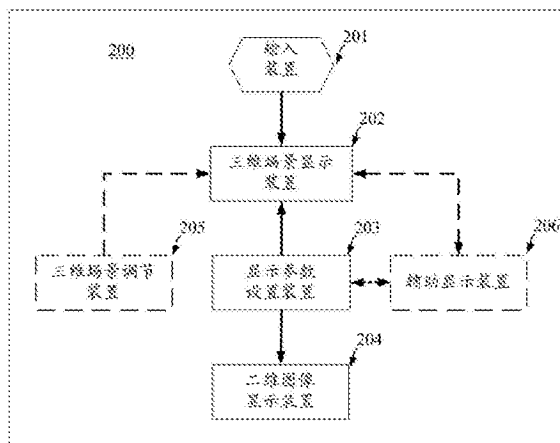 200
201
输入
装置
202
三维场景显示
装置
205
203
206
三维场景调节
装置
显示参数
设置装置
辅助显示装置
204
二维图像
显示装置